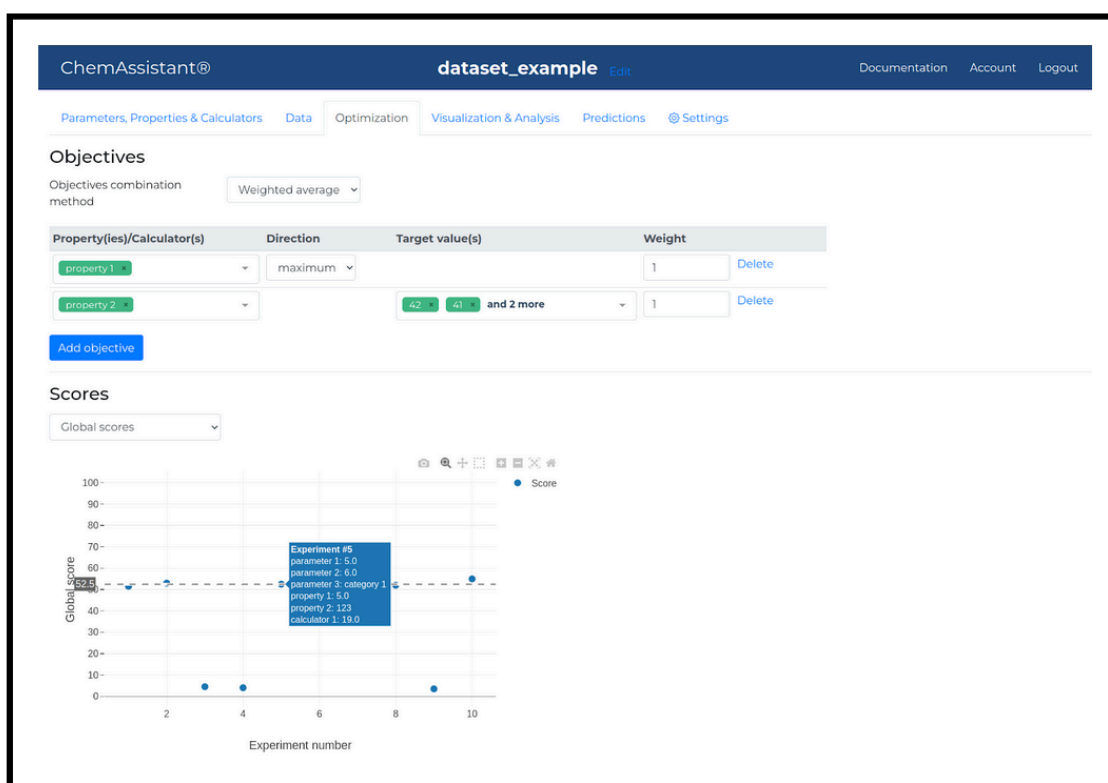 ChemAssistant® dataset_example Edit Documentation Account Logout
Parameters, Properties & Calculators Data Optimization Visualization & Analysis Predictions Settings
Objectives
Objectives combination
method
Weighted average
Property(ies)/Calculator(s) Direction Target value(s) Weight
property 1 × maximum 1 Delete
property 2 × 42 × 41 × and 2 more 1 Delete
Add objective
Scores
Global scores
Score
Global score
100
90
80
70
60
52.5
50
40
30
20
10
0
Experiment #5
parameter 1: 5.0
parameter 2: 6.0
parameter 3: category 1
property 1: 5.0
property 2: 123
calculator 1: 19.0
2 4 6 8 10
Experiment number